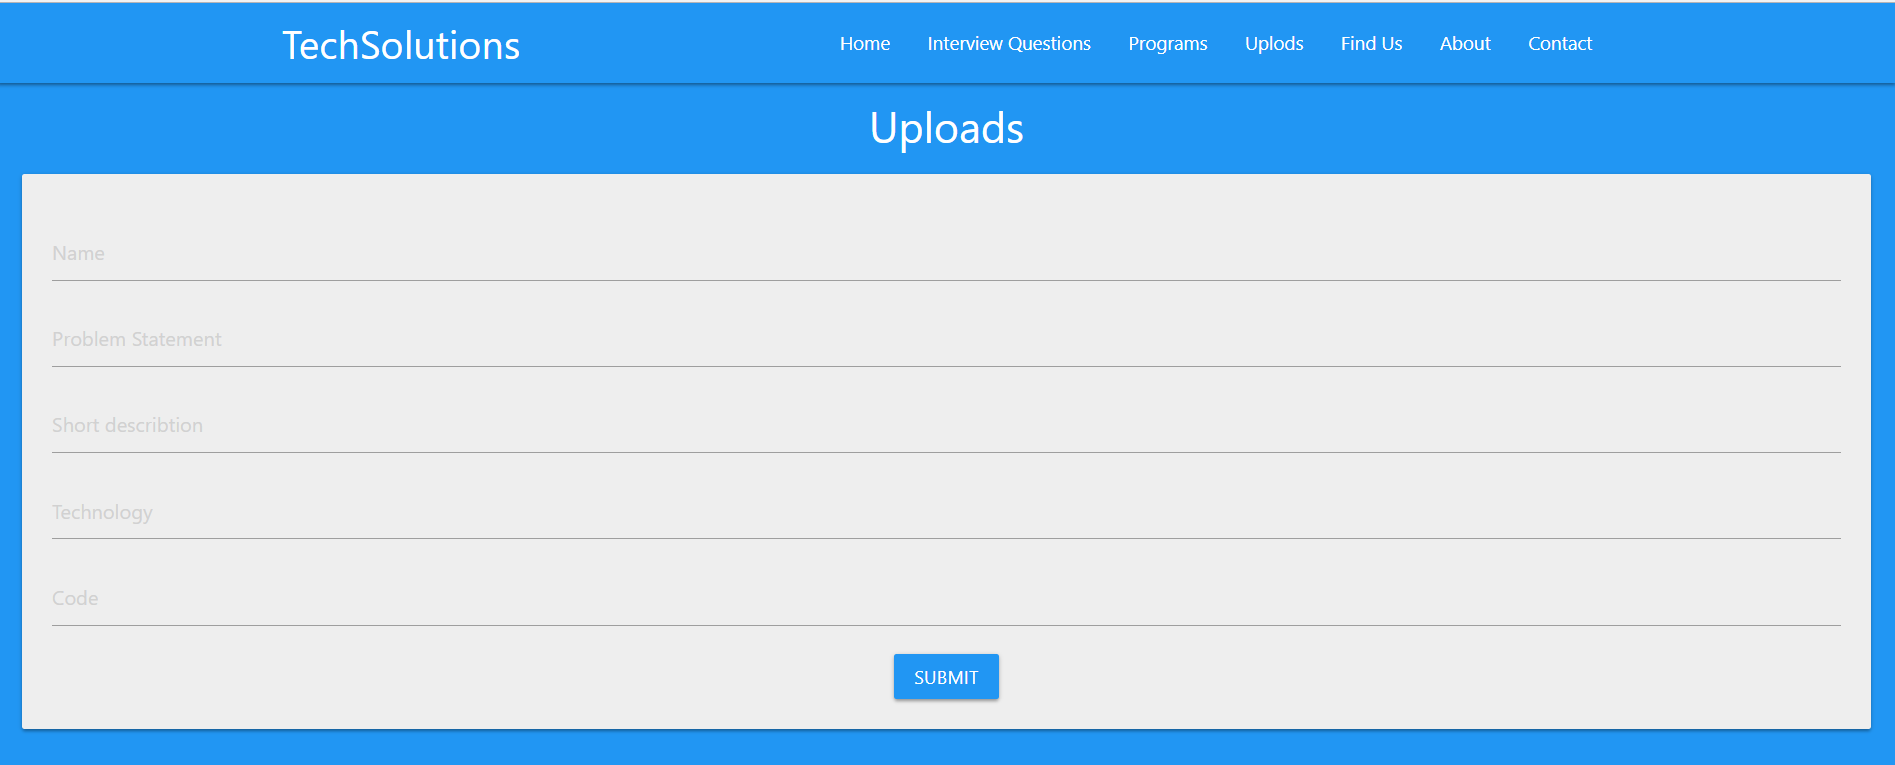 TechSolutions Home Interview Questions Programs Uplods Find Us About Contact
Uploads
Name
Problem Statement
Short describtion
Technology
Code
SUBMIT